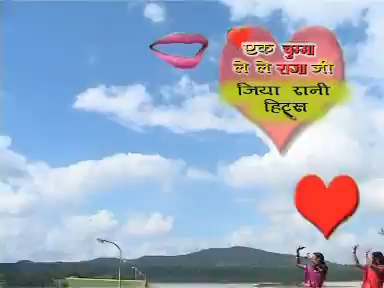 एक चुम्मा
ले ले राजा जी
जिया रानी
हिट्स